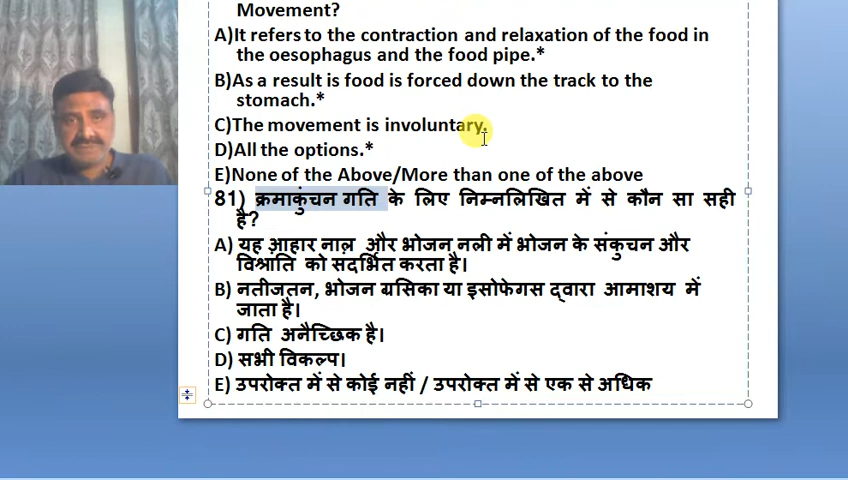 Movement?
A)It refers to the contraction and relaxation of the food in
the oesophagus and the food pipe.*
B)As a result is food is forced down the track to the
stomach.*
C)The movement is involuntary.
D)All the options.*
E)None of the Above/More than one of the above
81) क्रमाकुंचन गति के लिए निम्नलिखित में से कौन सा सही
है?
A) यह आहार नाल़ और भोजन नली में भोजन के संकुचन और
विश्रांति को संदर्भित करता है।
B) नतीजतन, भोजन ग्रसिका या इसोफेगस द्वारा आमाशय में
जाता है।
C) गति अनैच्छिक है।
D) सभी विकल्प।
E) उपरोक्त में से कोई नहीं / उपरोक्त में से एक से अधिक